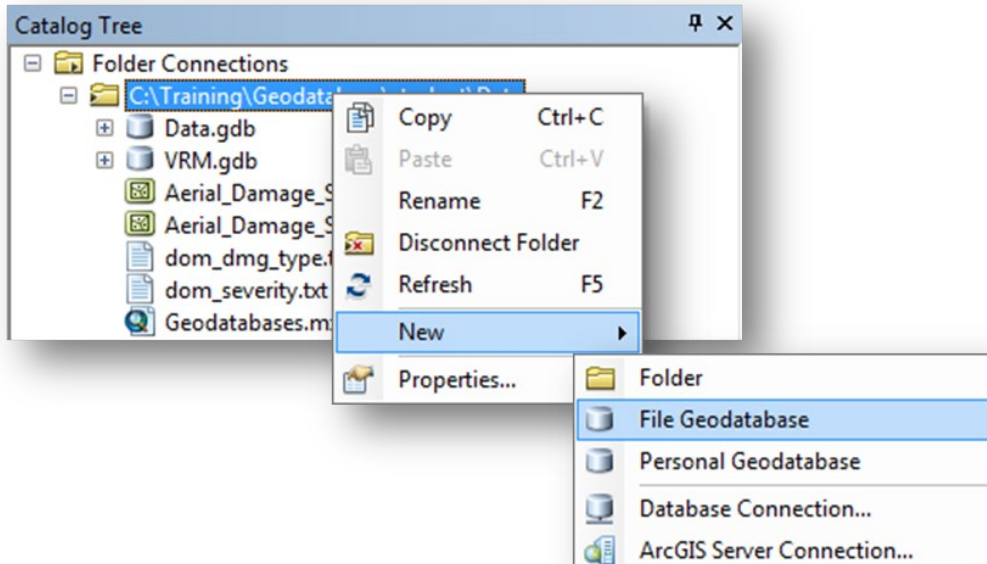 Catalog Tree
Folder Connections
C:\Training\Geodata
Data.gdb
VRM.gdb
Aerial_Damage_S
Aerial_Damage_S
dom_dmg_type.t
dom_severity.txt
Geodatabases.m
Copy Ctrl+C
Paste Ctrl+V
Rename F2
Disconnect Folder
Refresh F5
New
Properties...
Folder
File Geodatabase
Personal Geodatabase
Database Connection...
ArcGIS Server Connection...